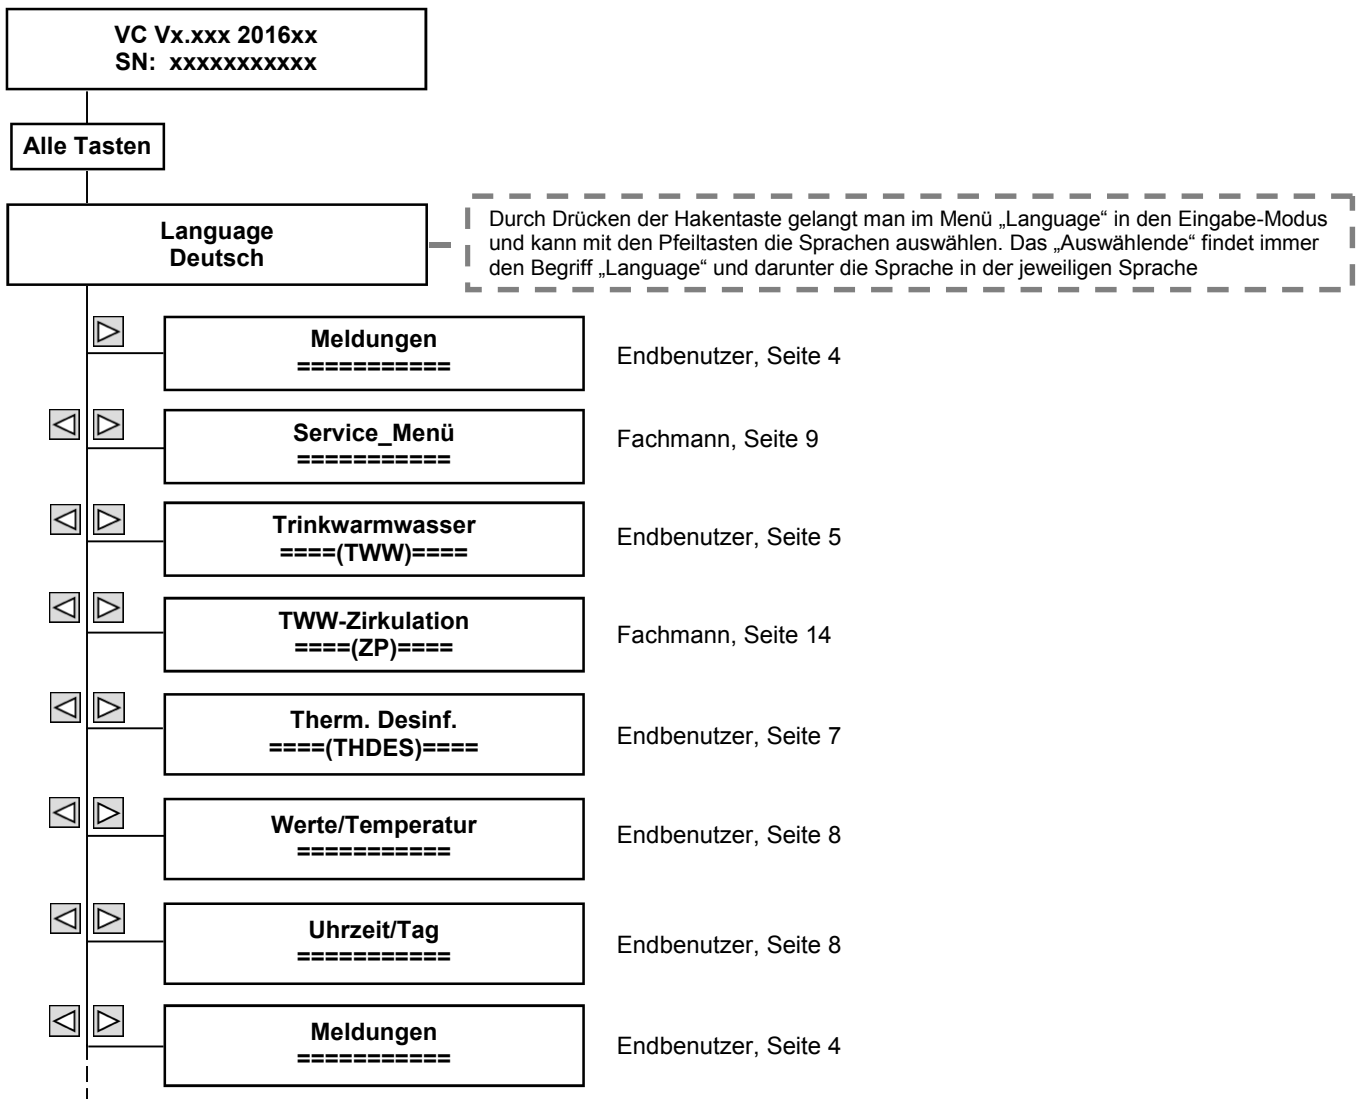 VC Vx.xxx 2016xx
SN: xxxxxxxxxxx
Alle Tasten
Language
Deutsch
Durch Drücken der Hakentaste gelangt man im Menü „Language“ in den Eingabe-Modus
und kann mit den Pfeiltasten die Sprachen auswählen. Das „Auswählende“ findet immer
den Begriff „Language“ und darunter die Sprache in der jeweiligen Sprache
Meldungen
===========
Endbenutzer, Seite 4
Service_Menü
===========
Fachmann, Seite 9
Trinkwarmwasser
====(TWW)====
Endbenutzer, Seite 5
TWW-Zirkulation
====(ZP)====
Fachmann, Seite 14
Therm. Desinf.
====(THDES)====
Endbenutzer, Seite 7
Werte/Temperatur
===========
Endbenutzer, Seite 8
Uhrzeit/Tag
===========
Endbenutzer, Seite 8
Meldungen
===========
Endbenutzer, Seite 4